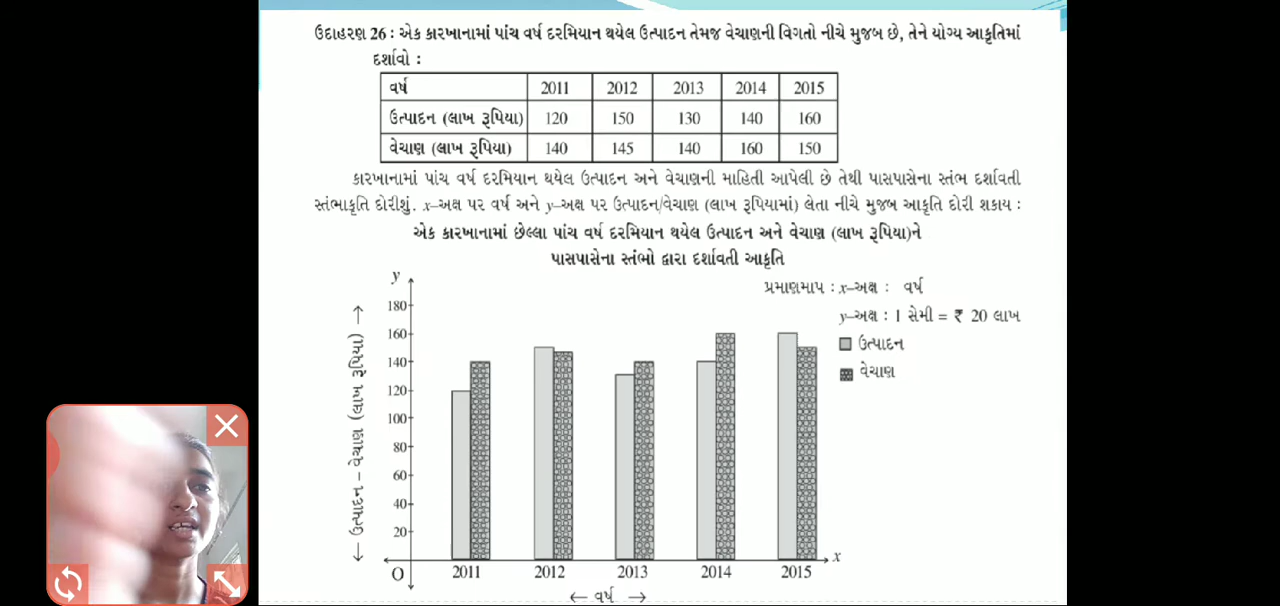 ઉદાહરણ 26 : એક કારખાનામાં પાંચ વર્ષ દરમિયાન થયેલ ઉત્પાદન તેમજ વેચાણની વિગતો નીચે મુજબ છે, તેને યોગ્ય આકૃતિમાં
દર્શાવો :
વર્ષ 2011 2012 2013 2014 2015
ઉત્પાદન (લાખ રૂપિયા) 120 150 130 140 160
વેચાણ (લાખ રૂપિયા) 140 145 140 160 150
કારખાનામાં પાંચ વર્ષ દરમિયાન થયેલ ઉત્પાદન અને વેચાણની માહિતી આપેલી છે તેથી પાસપાસેના સ્તંભ દર્શાવતી
સ્તંભાકૃતિ દોરીશું. x–અક્ષ પર વર્ષ અને y–અક્ષ પર ઉત્પાદન/વેચાણ (લાખ રૂપિયામાં) લેતા નીચે મુજબ આકૃતિ દોરી શકાય :
એક કારખાનામાં છેલ્લા પાંચ વર્ષ દરમિયાન થયેલ ઉત્પાદન અને વેચાણ (લાખ રૂપિયા)ને
પાસપાસેના સ્તંભો દ્વારા દર્શાવતી આકૃતિ
પ્રમાણમાપ : x–અક્ષ : વર્ષ
y–અક્ષ : 1 સેમી = ₹ 20 લાખ
ઉત્પાદન
વેચાણ
y
180
160
140
120
100
80
60
40
20
O
← ઉત્પાદન – વેચાણ (લાખ રૂપિયા) →
2011 2012 2013 2014 2015
x
← વર્ષ →